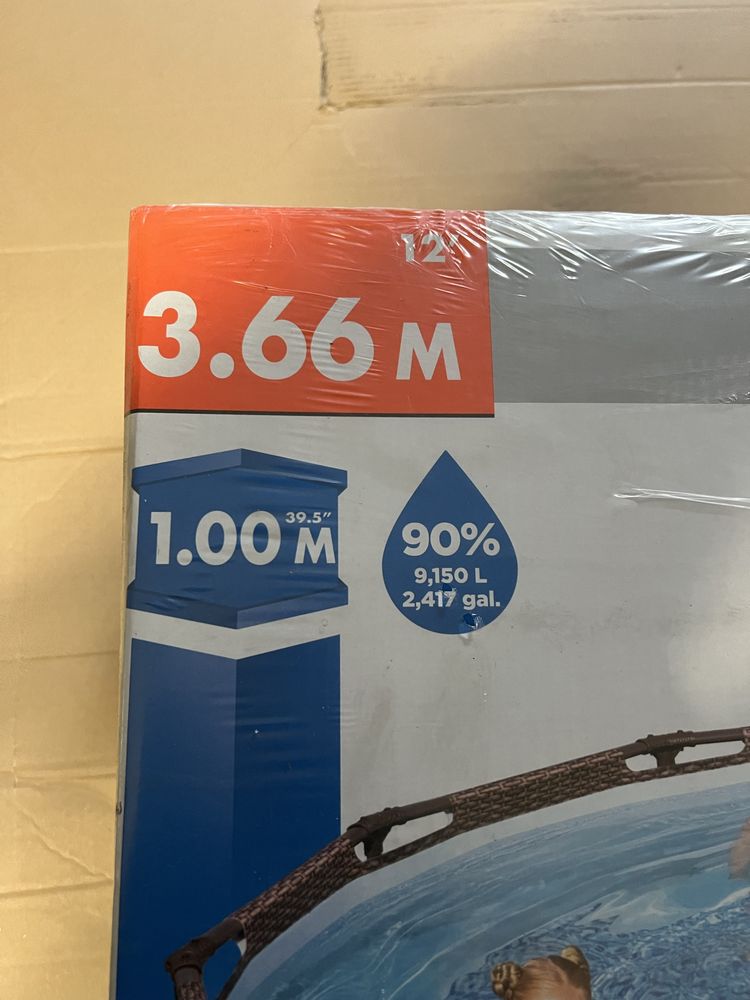 12'
3.66 M
39.5"
1.00 M
90%
9,150 L
2,417 gal.